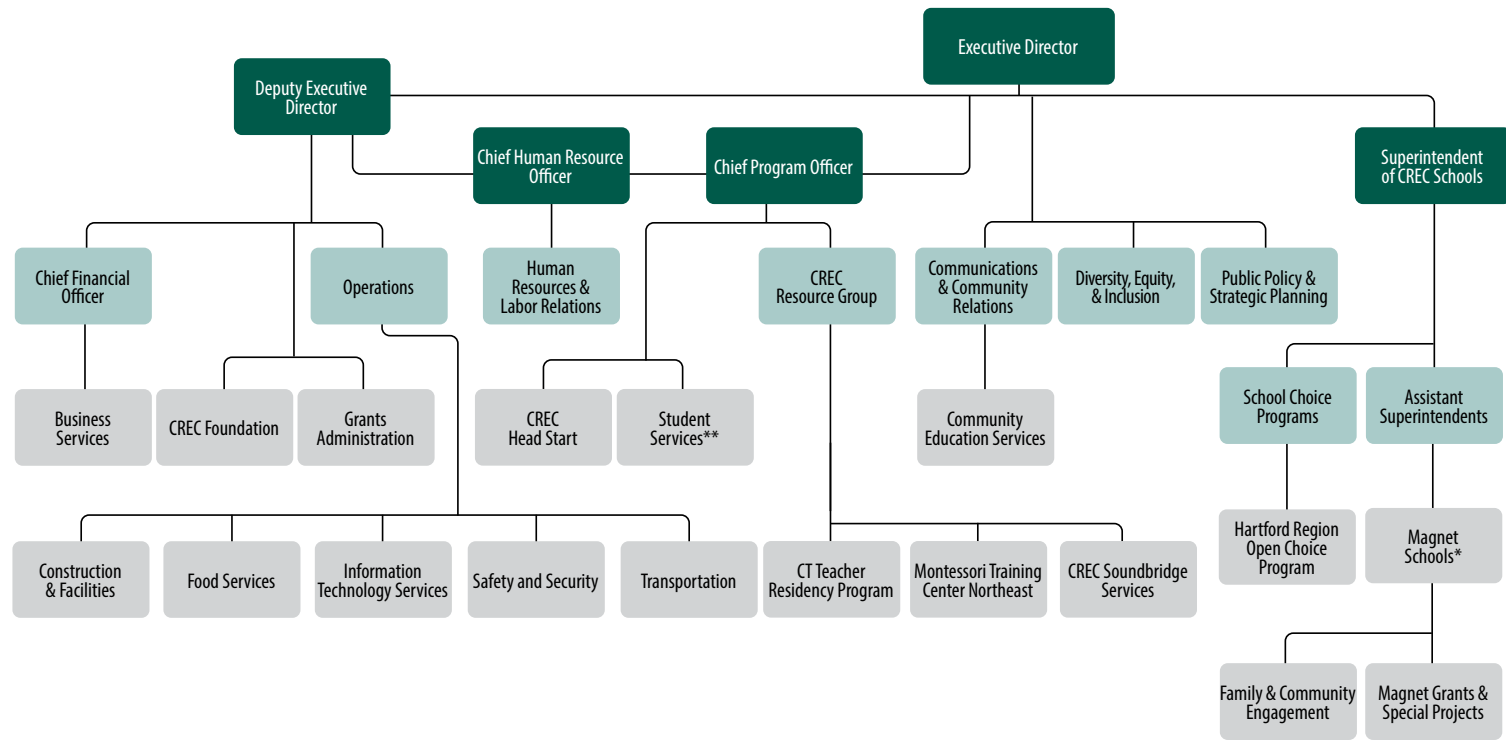 Executive Director
Deputy Executive
Director
Chief Human Resource
Officer
Chief Program Officer
Superintendent
of CREC Schools
Chief Financial
Officer
Operations
Human
Resources &
Labor Relations
CREC
Resource Group
Communications
& Community
Relations
Diversity, Equity,
& Inclusion
Public Policy &
Strategic Planning
Business
Services
CREC Foundation
Grants
Administration
CREC
Head Start
Student
Services**
Community
Education Services
School Choice
Programs
Assistant
Superintendents
Construction
& Facilities
Food Services
Information
Technology Services
Safety and Security
Transportation
CT Teacher
Residency Program
Montessori Training
Center Northeast
CREC Soundbridge
Services
Hartford Region
Open Choice
Program
Magnet
Schools*
Family & Community
Engagement
Magnet Grants &
Special Projects